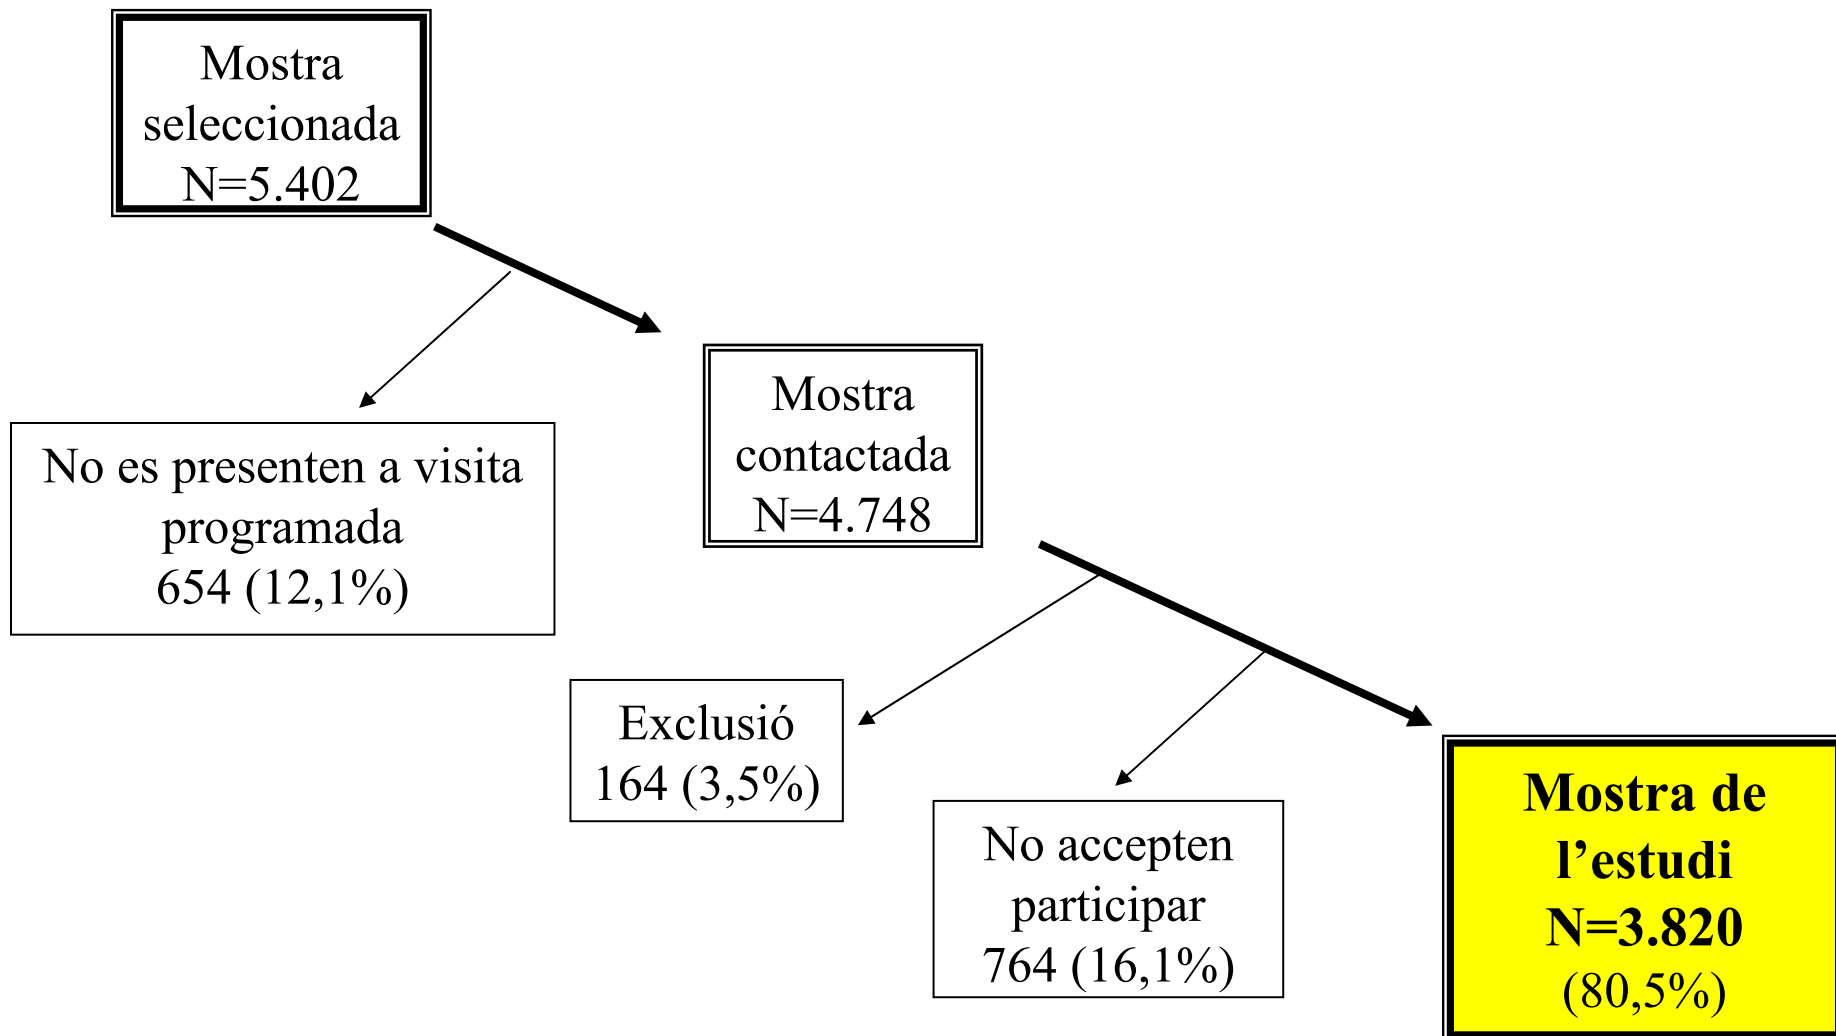 Mostra
seleccionada
N=5.402
No es presenten a visita
programada
654 (12,1%)
Mostra
contactada
N=4.748
Exclusió
164 (3,5%)
No accepten
participar
764 (16,1%)
Mostra de
l’estudi
N=3.820
(80,5%)